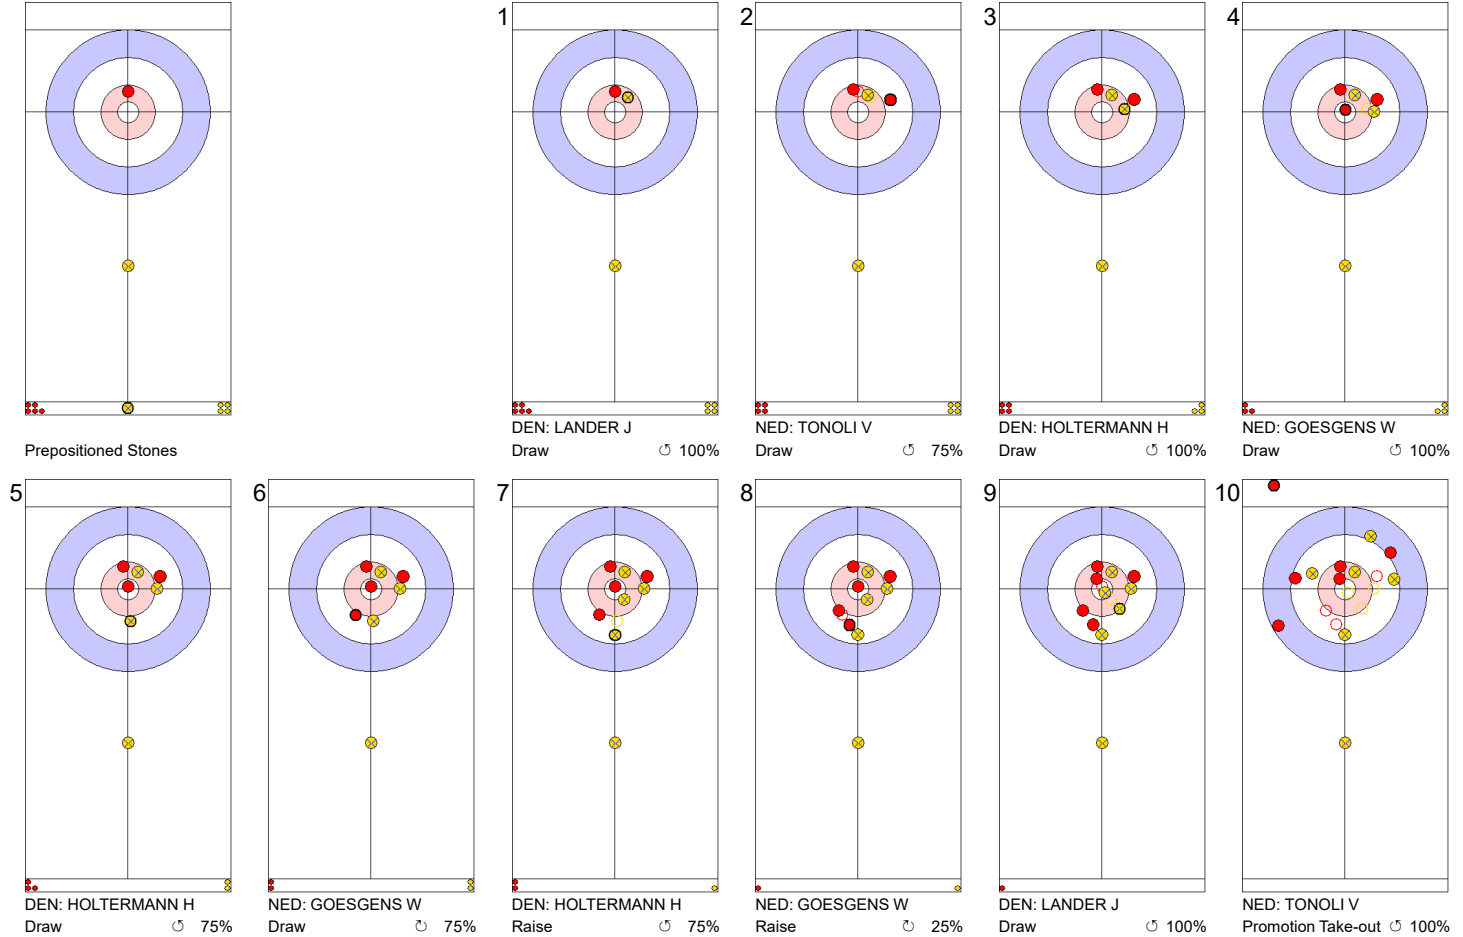 1
2
3
4
DEN: LANDER J
NED: TONOLI V
DEN: HOLTERMANN H
NED: GOESGENS W
Prepositioned Stones
Draw 100%
Draw 75%
Draw 100%
Draw 100%
5
6
7
8
9
10
DEN: HOLTERMANN H
NED: GOESGENS W
DEN: HOLTERMANN H
NED: GOESGENS W
DEN: LANDER J
NED: TONOLI V
Draw 75%
Draw 75%
Raise 75%
Raise 25%
Draw 100%
Promotion Take-out 100%